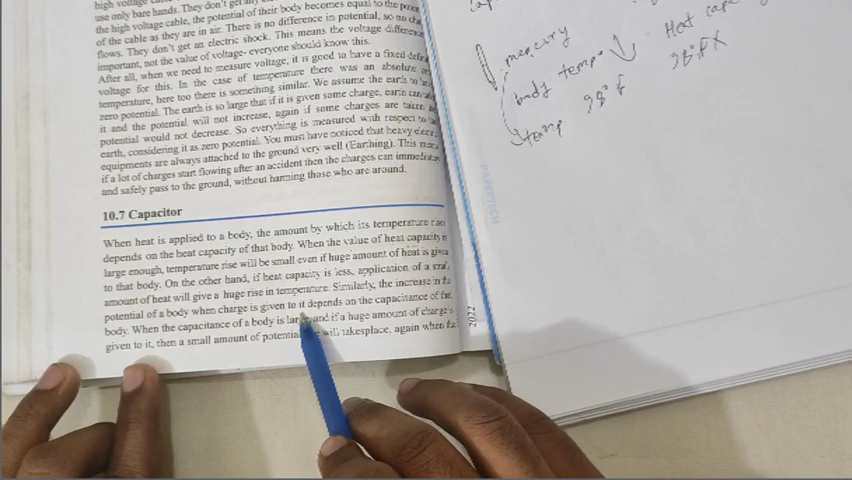 high voltage cable. They don't get any
use only bare hands. They don't get any
the high voltage cable, the potential of their body becomes equal to the
of the cable as they are in air. There is no difference in potential, so no
flows. They don't get an electric shock. This means the voltage
important, not the value of voltage- everyone should know this.
After all, when we need to measure voltage, it is good to have a fixed
voltage for this. In the case of temperature there was an absolute
temperature, here too there is something similar. We assume the earth to
zero potential. The earth is so large that if it is given some charge, earth can
it and the potential will not increase, again if some charges are taken
potential would not decrease. So everything is measured with respect to
earth, considering it as zero potential. You must have noticed that heavy
equipments are always attached to the ground very well (Earthing). This
if a lot of charges start flowing after an accident then the charges can
and safely pass to the ground, without harming those who are around.
10.7 Capacitor
When heat is applied to a body, the amount by which its temperature
depends on the heat capacity of that body. When the value of heat capacity is
large enough, temperature rise will be small even if huge amount of heat is
to that body. On the other hand, if heat capacity is less, application of a
amount of heat will give a huge rise in temperature. Similarly, the increase in the
potential of a body when charge is given to it depends on the capacitance of
body. When the capacitance of a body is large and if a huge amount of charge
given to it, then a small amount of potential will takesplace, again when the
2022
mercury
body temp
temp
98°F
Heat
98°F X
PAPERTECH